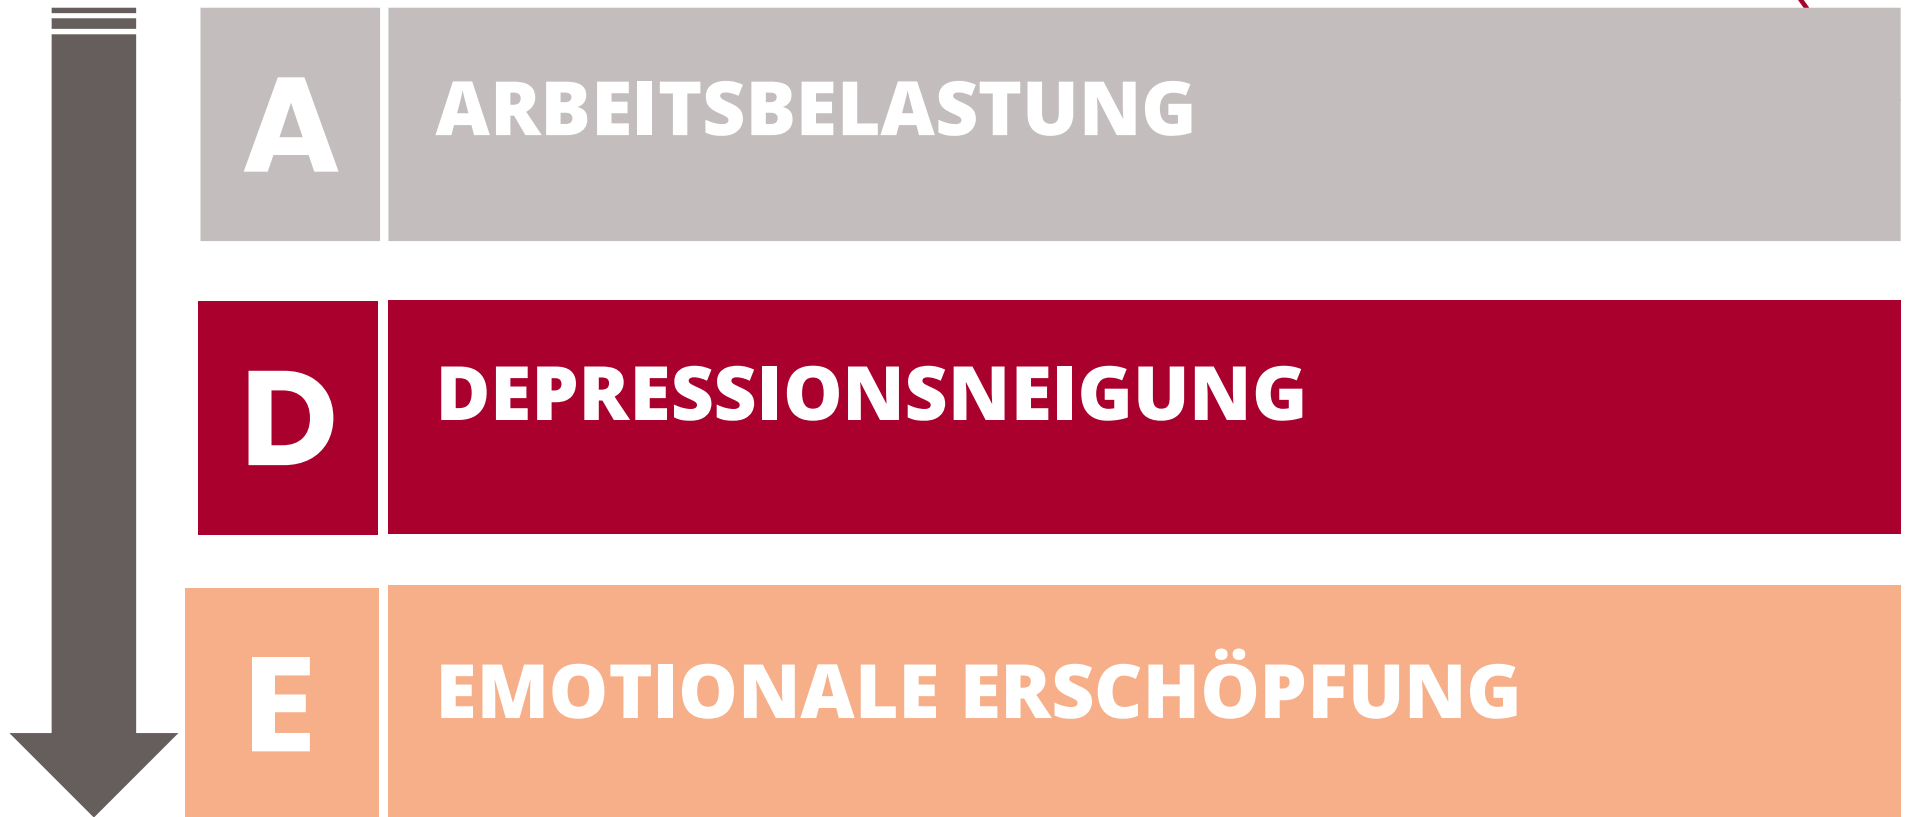 A
ARBEITSBELASTUNG
D
DEPRESSIONSNEIGUNG
E
EMOTIONALE ERSCHÖPFUNG